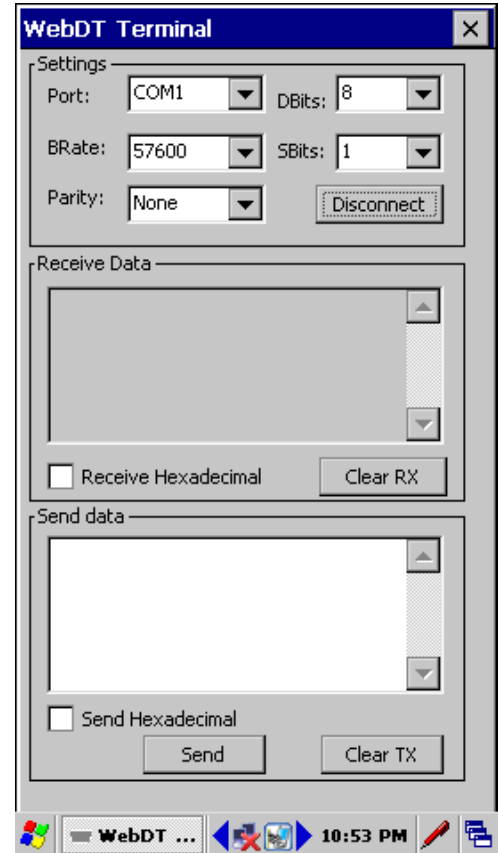 WebDT Terminal
Settings
Port: COM1 DBits: 8
BRate: 57600 SBits: 1
Parity: None Disconnect
Receive Data
Receive Hexadecimal Clear RX
Send data
Send Hexadecimal
Send Clear TX
WebDT ... 10:53 PM